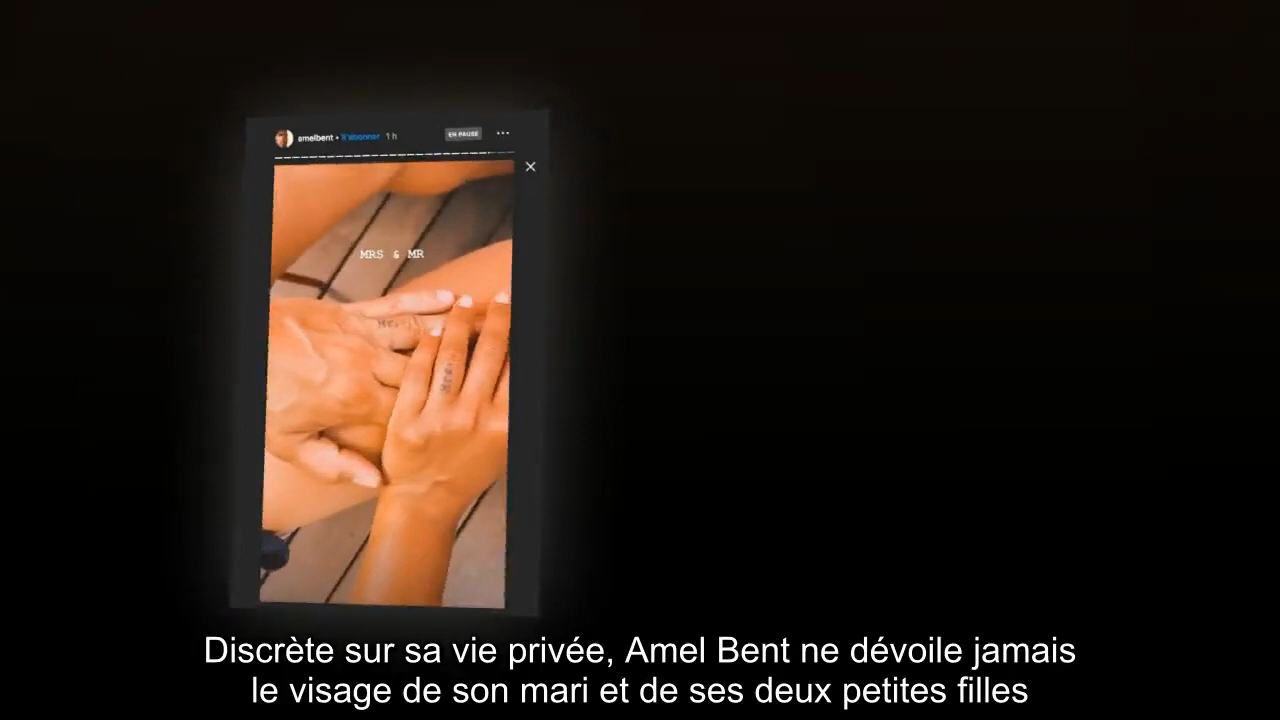 amelbent • S'abonner 1 h
EN PAUSE
MRS & MR
Mrs.
Discrète sur sa vie privée, Amel Bent ne dévoile jamais
le visage de son mari et de ses deux petites filles